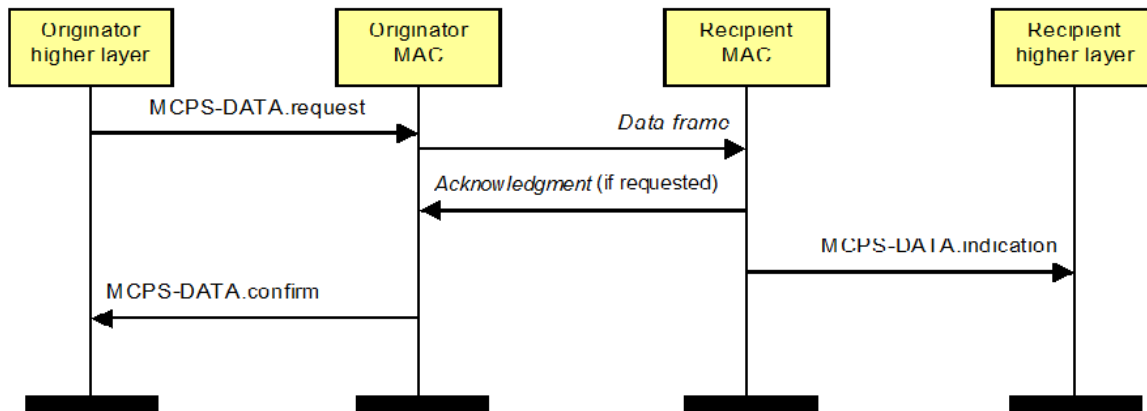 Originator
higher layer
Originator
MAC
Recipient
MAC
Recipient
higher layer
MCPS-DATA.request
Data frame
Acknowledgment (if requested)
MCPS-DATA.indication
MCPS-DATA.confirm